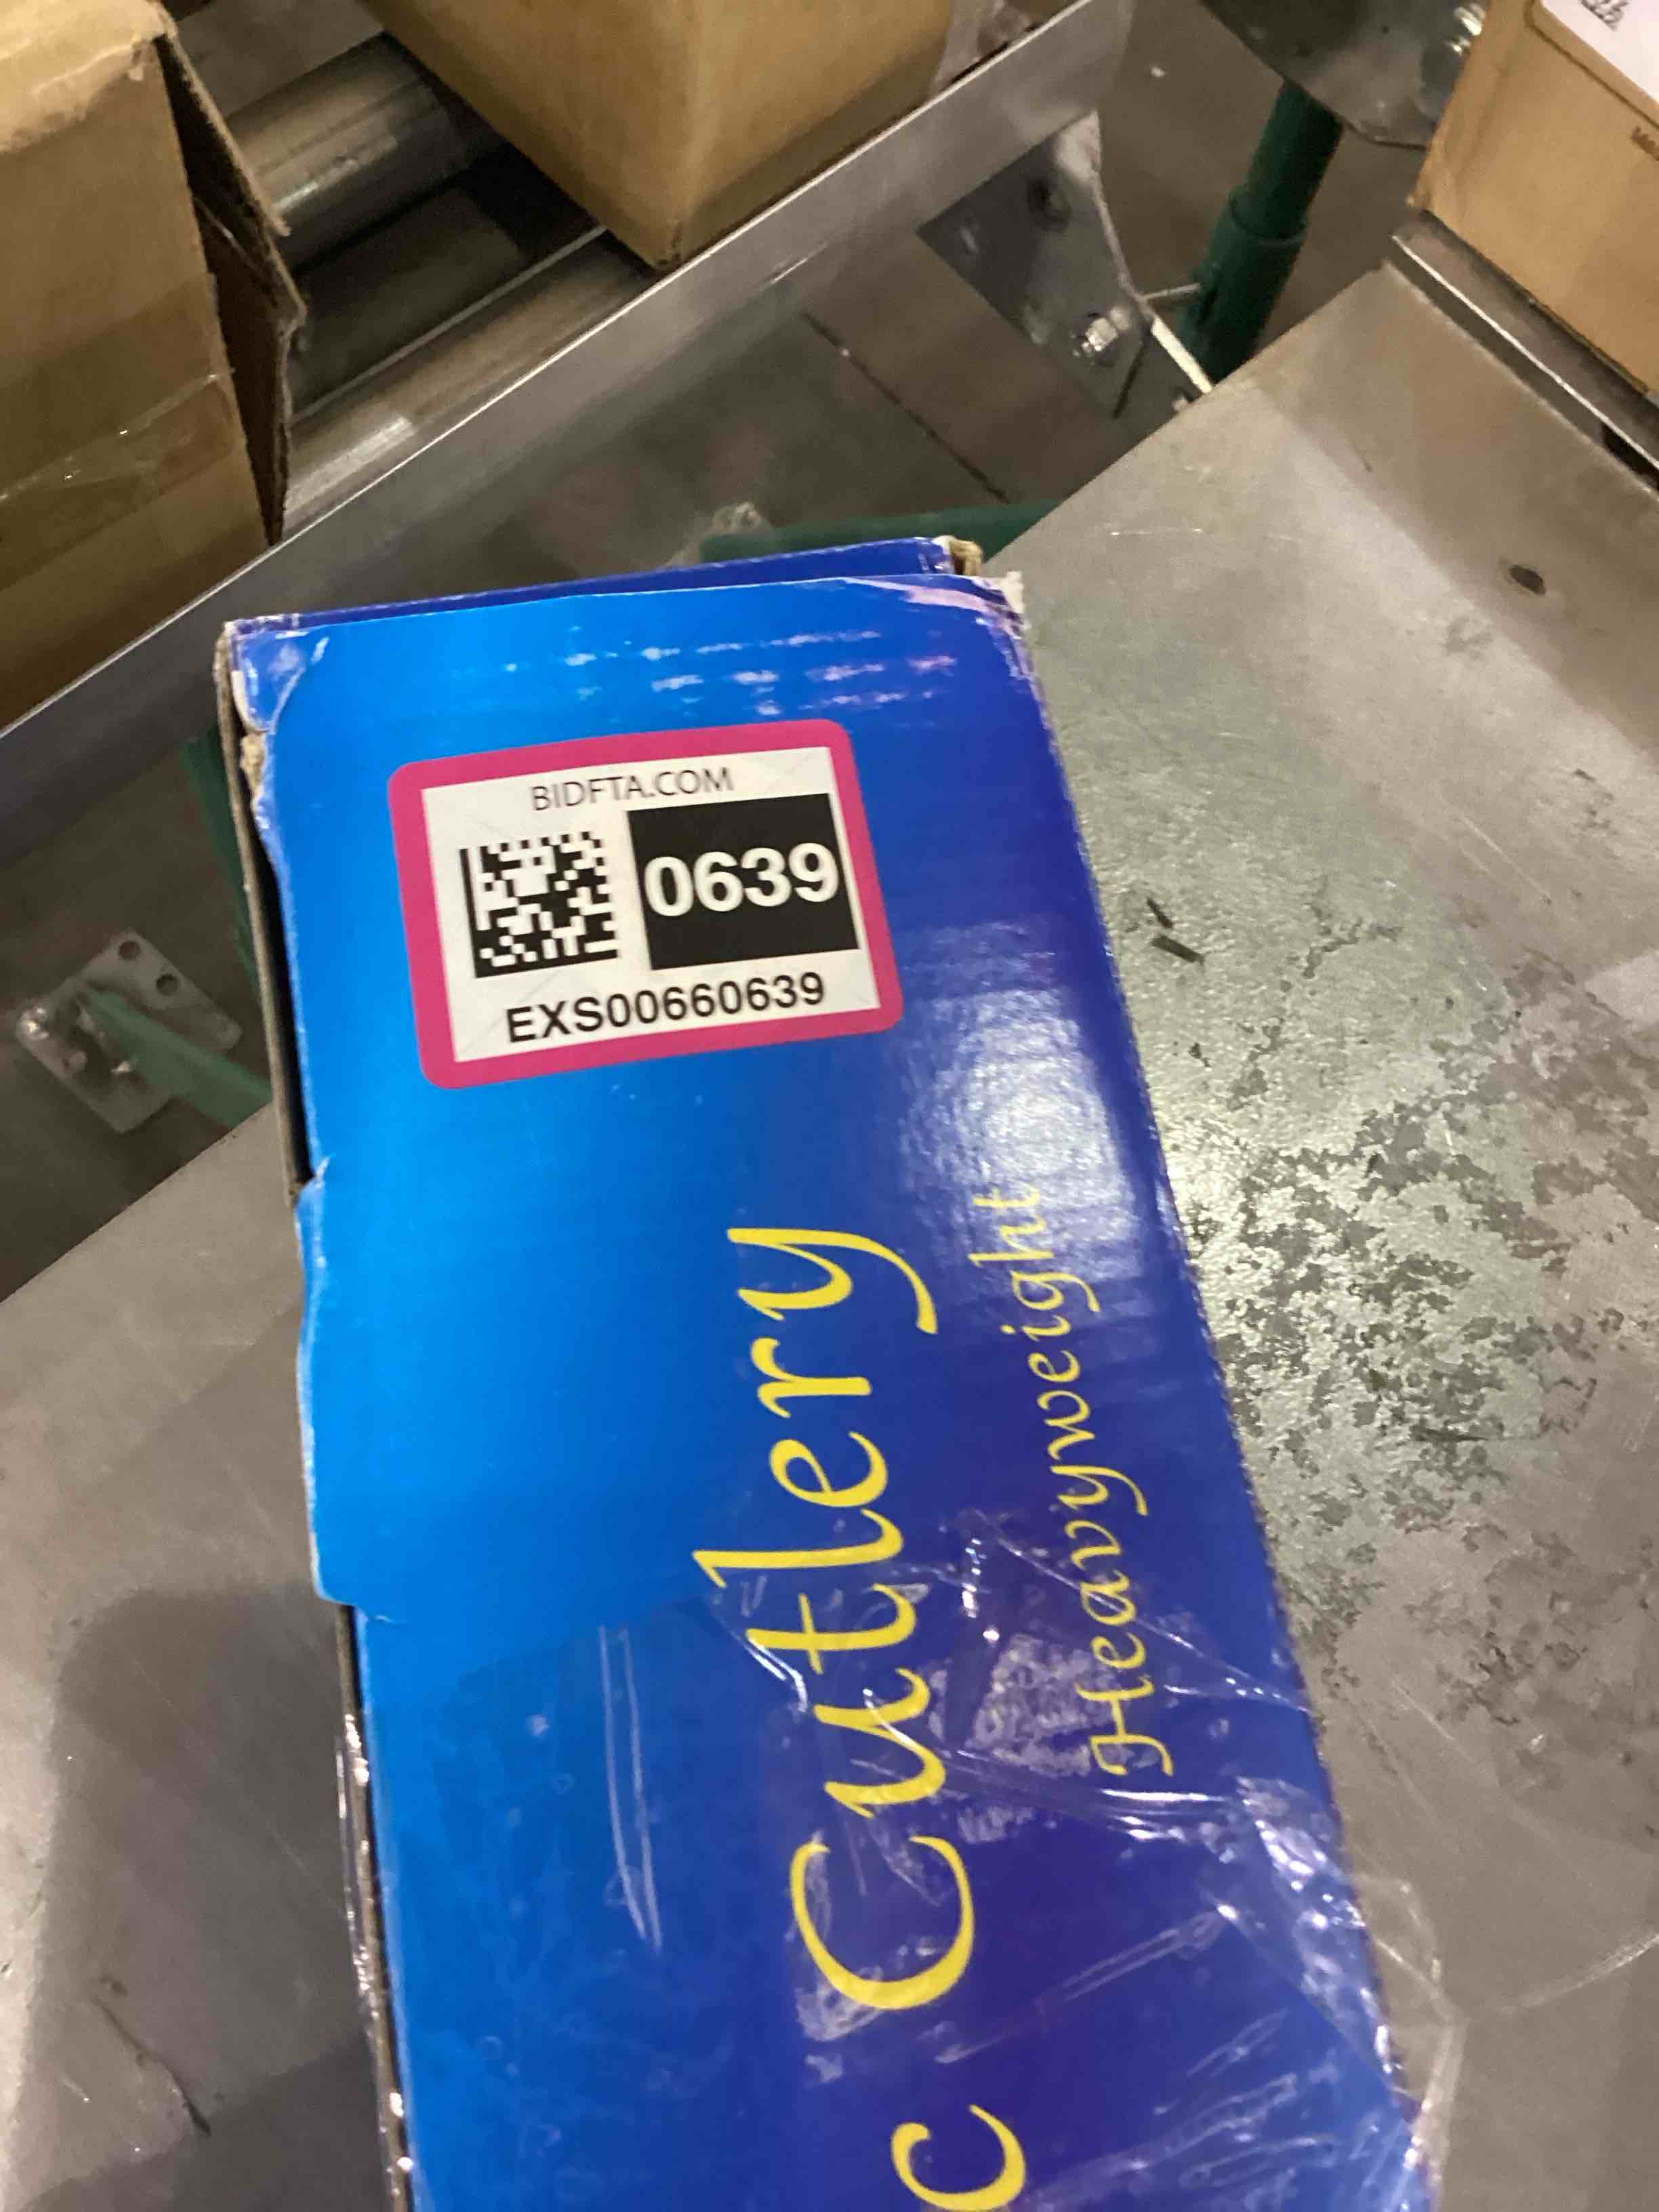 BIDFTA.COM
0639
EXS00660639
c Cutlery
Heavyweight